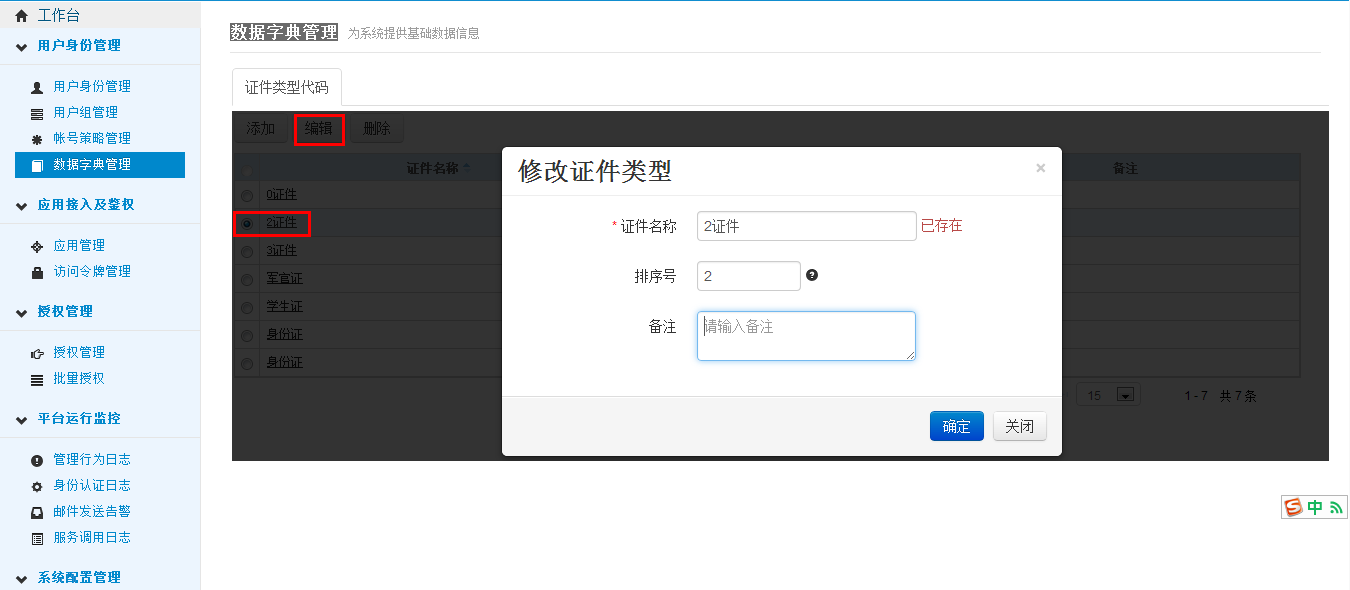 工作台
用户身份管理
用户身份管理
用户组管理
帐号策略管理
数据字典管理
应用接入及鉴权
应用管理
访问令牌管理
授权管理
授权管理
批量授权
平台运行监控
管理行为日志
身份认证日志
邮件发送告警
服务调用日志
系统配置管理
数据字典管理 为系统提供基础数据信息
证件类型代码
添加 编辑 删除
证件名称 备注
0证件
2证件
3证件
军官证
学生证
身份证
身份证
15 1 - 7 共 7 条
修改证件类型 ×
* 证件名称 2证件 已存在
排序号 2
备注 请输入备注
确定 关闭
中